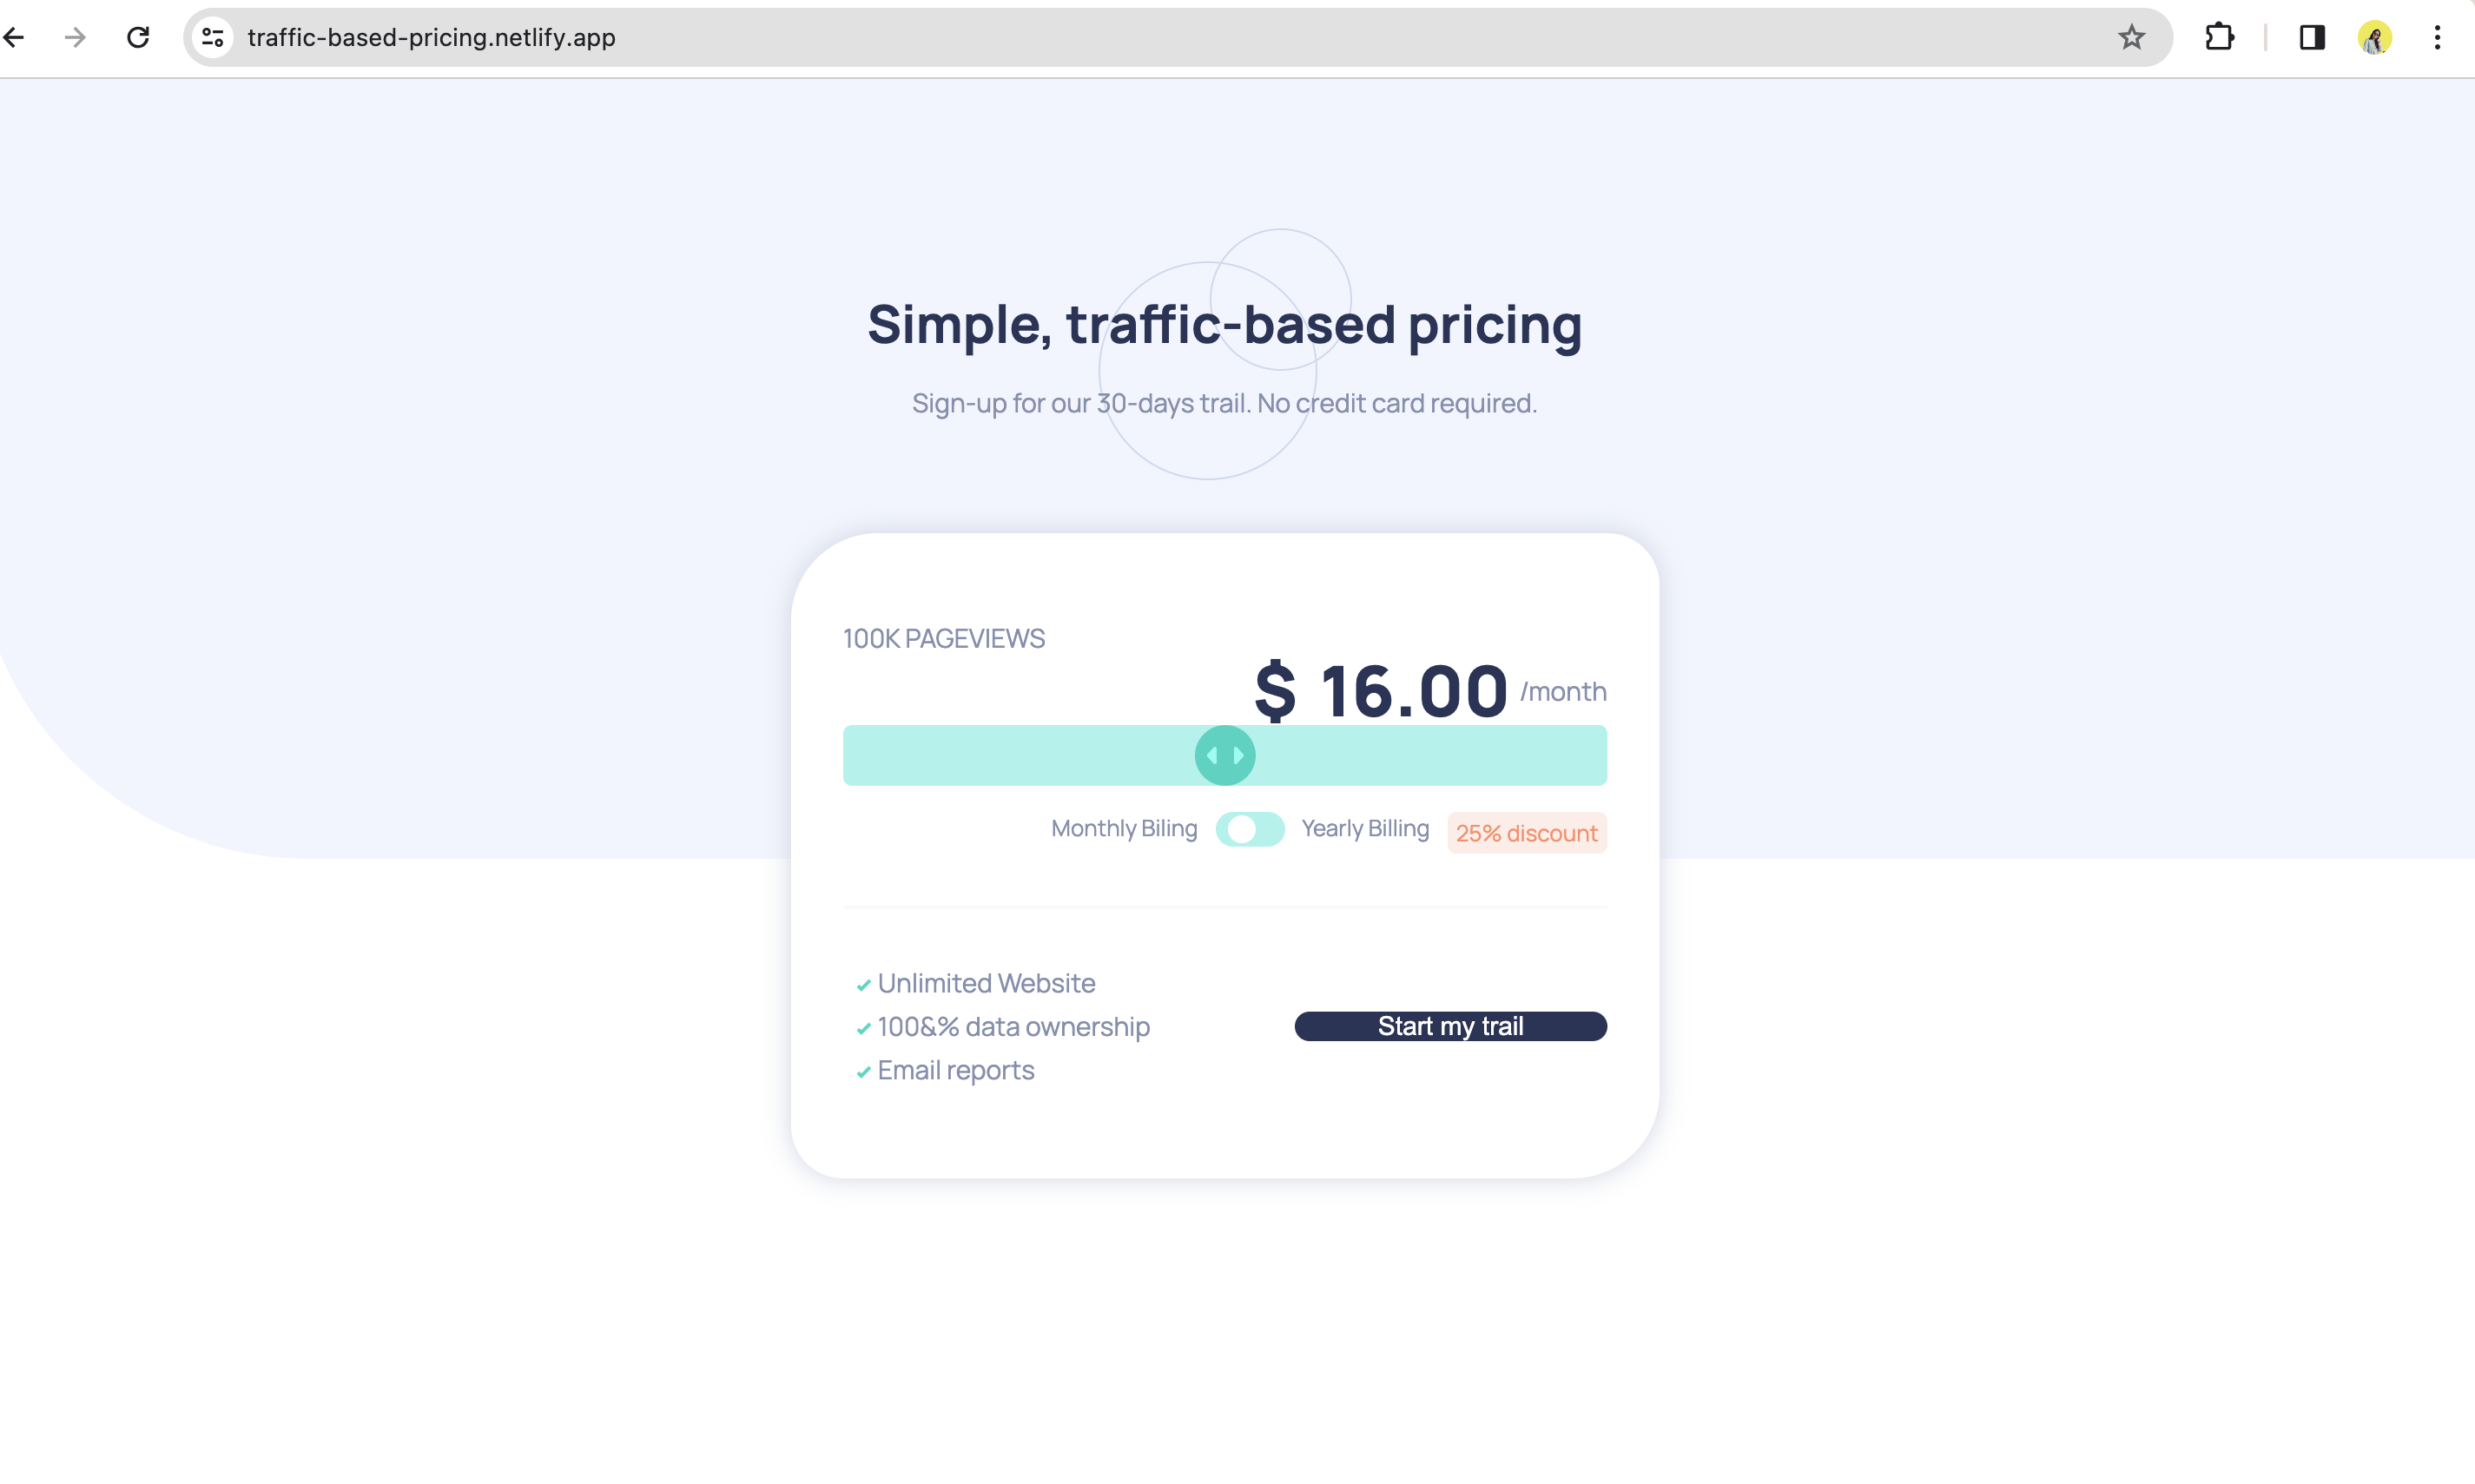 traffic-based-pricing.netlify.app
Simple, traffic-based pricing
Sign-up for our 30-days trail. No credit card required.
100K PAGEVIEWS
$ 16.00 /month
Monthly Biling Yearly Billing 25% discount
Unlimited Website
100&% data ownership
Start my trail
Email reports